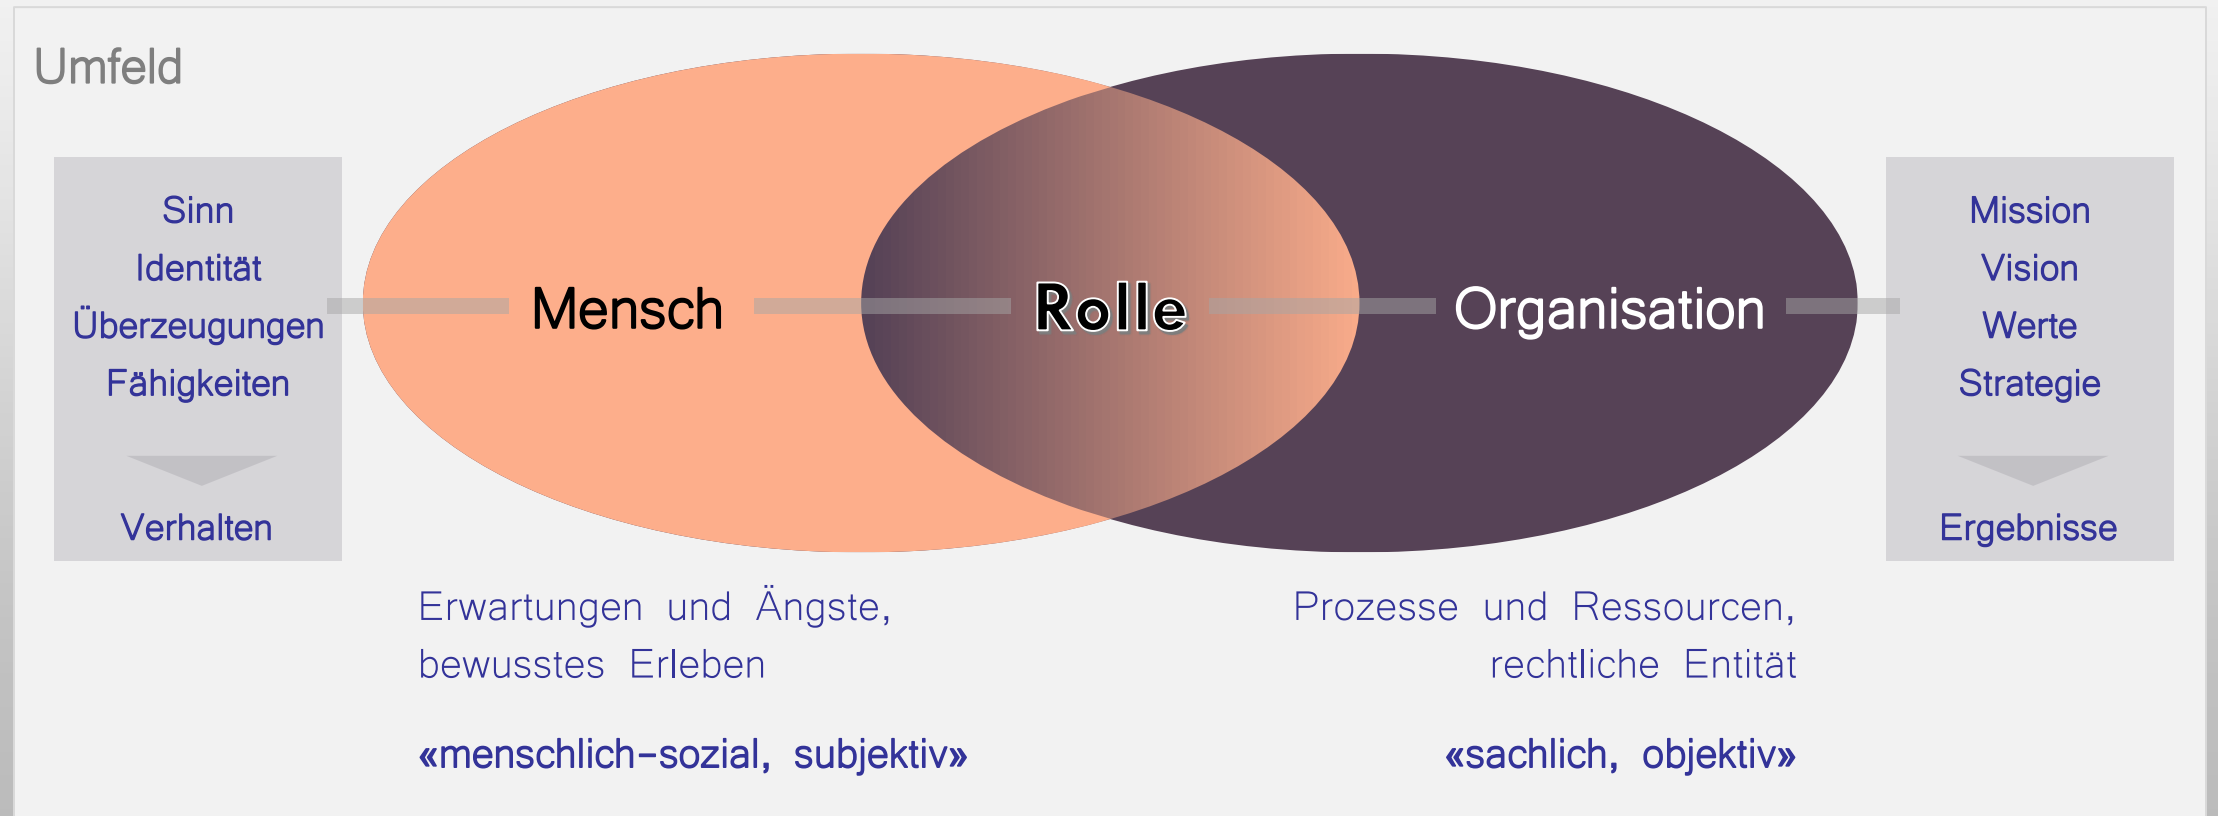 Umfeld
Sinn
Identität
Überzeugungen
Fähigkeiten
Verhalten
Mensch
Rolle
Organisation
Mission
Vision
Werte
Strategie
Ergebnisse
Erwartungen und Ängste,
bewusstes Erleben
«menschlich-sozial, subjektiv»
Prozesse und Ressourcen,
rechtliche Entität
«sachlich, objektiv»